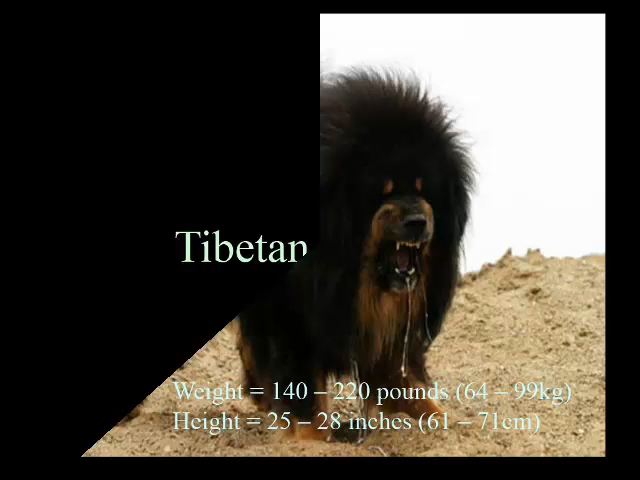 Tibetan
Weight = 140 – 220 pounds (64 – 99kg)
Height = 25 – 28 inches (61 – 71cm)